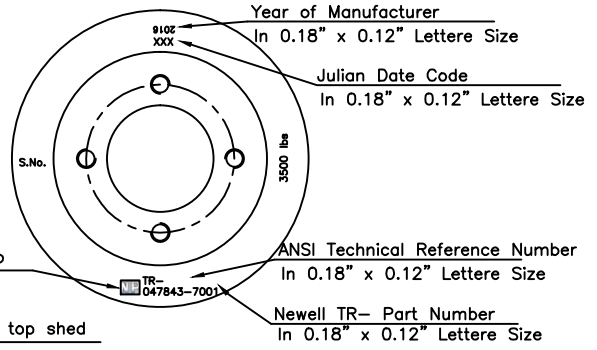 Year of Manufacturer
In 0.18" x 0.12" Lettere Size
2016
XXX
Julian Date Code
In 0.18" x 0.12" Lettere Size
S.No.
3500 lbs
ANSI Technical Reference Number
In 0.18" x 0.12" Lettere Size
TR-
047843-7001
Newell TR- Part Number
In 0.18" x 0.12" Lettere Size
top shed